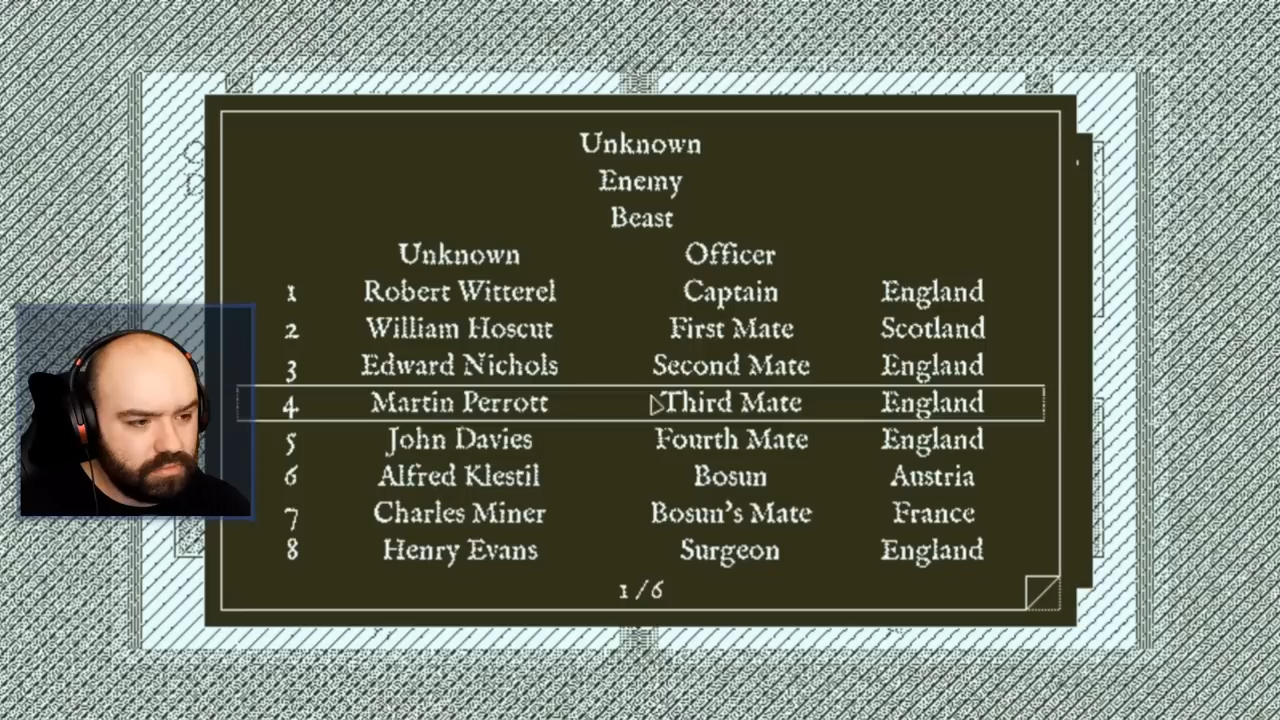 Unknown
Enemy
Beast
Unknown Officer
1 Robert Witterel Captain England
2 William Hoscut First Mate Scotland
3 Edward Nichols Second Mate England
4 Martin Perrott Third Mate England
5 John Davies Fourth Mate England
6 Alfred Klestil Bosun Austria
7 Charles Miner Bosun's Mate France
8 Henry Evans Surgeon England
1/6